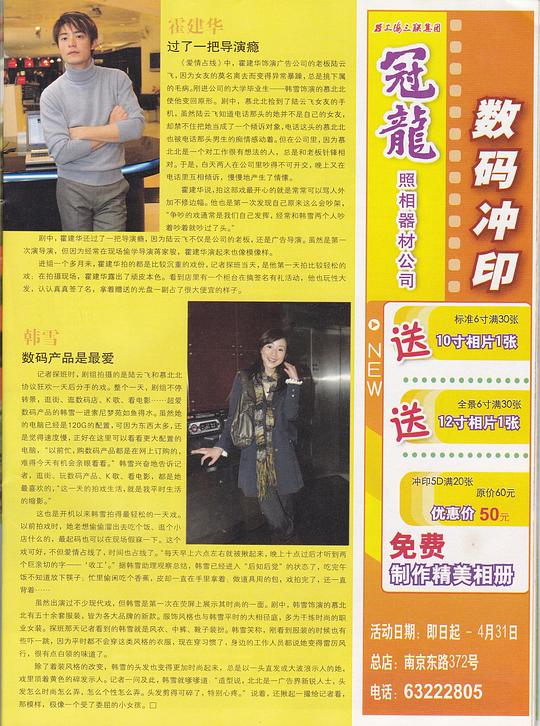 霍建华
过了一把导演瘾
《爱情占线》中，霍建华饰演广告公司的老板陆云
飞，因为女友的莫名离去而变得异常暴躁，总是挑下属
的毛病。刚进公司的大学毕业生——韩雪饰演的慕北北
使他变回原形。剧中，慕北北捡到了陆云飞女友的手
机，虽然陆云飞知道电话那头的她并不是自己的女友，
却禁不住把她当成了一个倾诉对象，电话这头的慕北北
也被电话那头男生的痴情感动着。但在公司里，因为慕
北北是一个对工作很有想法的人，总是和老板针锋相
对。于是，白天两人在公司里吵得不可开交，晚上又在
电话里互相倾诉，慢慢地产生了情愫。
霍建华说，拍这部戏最开心的就是常常可以骂人外
加不修边幅。他也是第一次发现自己原来这么会吵架，
“争吵的戏通常是我们自己发挥，经常和韩雪两个人吵
着吵着就吵过了头。”
剧中，霍建华还过了一把导演瘾，因为陆云飞不仅是公司的老板，还是广告导演。虽然是第一
次演导演，但因为经常在现场偷学导演蒋家骏，霍建华演起来也像模像样。
进组一个多月来，霍建华拍的都是比较沉重的戏份，记者探班当天，是他第一天拍比较轻松的
戏；在拍摄现场，霍建华露出了顽皮本色。看到店里有一个柜台在搞签名有礼活动，他也玩性大
发，认认真真签了名，拿着赠送的光盘一副占了很大便宜的样子。
韩雪
数码产品是最爱
记者探班时，剧组拍摄的是陆云飞和慕北北
协议狂欢一天后分手的戏。整个一天，剧组不停
转景，逛街、逛数码店、K歌、看电影……超爱
数码产品的韩雪一进索尼梦苑如鱼得水。虽然她
的电脑已经是120G的配置，可因为东西太多，还
是觉得速度慢，正好在这里可以看看更大配置的
电脑，“以前忙，购数码产品都是在网上订购的，
难得今天有机会亲眼看看。”韩雪兴奋地告诉记
者，逛街、玩数码产品、K歌、看电影，都是她
最喜欢的，“这一天的拍戏生活，就是我平时生活
的缩影。”
这也是开机以来韩雪拍得最轻松的一天戏。
以前拍戏时，她老想偷偷溜出去吃个饭、逛个小
店什么的，最起码也可以在现场假寐一下。这个
戏可好，不但爱情占线了，时间也占线了。“每天早上六点左右就被揪起来，晚上十点过后才听到两
个巨亲切的字——‘收工’。”据韩雪助理观察总结，韩雪已经进入“后知后觉”的状态了，吃完午
饭不知道放下筷子；忙里偷闲吃个香蕉，皮却一直在手里拿着；做道具用的包，戏拍完了，还一直
背着……
虽然出演过不少现代戏，但韩雪是第一次在荧屏上展示其时尚的一面。剧中，韩雪饰演的慕北
北有五十余套服装，皆为各大品牌的新款。服饰风格也与韩雪平时的大相径庭，多为干练时尚的职
业女装。探班那天记者看到的韩雪就是风衣、中裤、靴子装扮。韩雪笑称，刚看到服装的时候也有
些吓一跳，因为平时都不会穿这类风格的衣服，现在穿习惯了，身边的工作人员都说她变得雷厉风
行，很有点白领的味道了。
除了着装风格的改变，韩雪的头发也变得更加时尚起来，总是以一头直发或大波浪示人的她，
戏里顶着黄色的碎发示人。记者一问及此，韩雪就嘟嘟道：“造型说，北北是一广告界新锐人士，头
发怎么时尚怎么弄，怎么个性怎么弄。头发剪得可碎了，特别心疼。”说着，还揪起一撮给记者看，
那模样，极像一个受了委屈的小女孩。□
冠龍
照相器材公司
数码冲印
NEW
送
标准6寸满30张
10寸相片1张
送
全景6寸满30张
12寸相片1张
冲印5D满20张
原价60元
优惠价 50元
免费
制作精美相册
活动日期：即日起 - 4月31日
总店：南京东路372号
电话：63222805